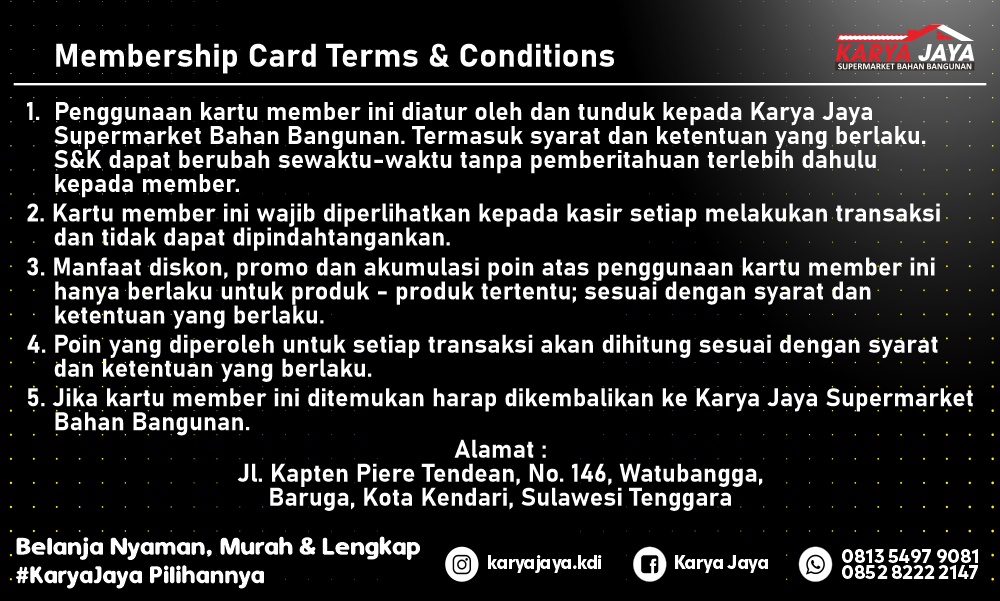 Membership Card Terms & Conditions
KARYA JAYA
SUPERMARKET BAHAN BANGUNAN
1. Penggunaan kartu member ini diatur oleh dan tunduk kepada Karya Jaya
Supermarket Bahan Bangunan. Termasuk syarat dan ketentuan yang berlaku.
S&K dapat berubah sewaktu-waktu tanpa pemberitahuan terlebih dahulu
kepada member.
2. Kartu member ini wajib diperlihatkan kepada kasir setiap melakukan transaksi
dan tidak dapat dipindahtangankan.
3. Manfaat diskon, promo dan akumulasi poin atas penggunaan kartu member ini
hanya berlaku untuk produk - produk tertentu; sesuai dengan syarat dan
ketentuan yang berlaku.
4. Poin yang diperoleh untuk setiap transaksi akan dihitung sesuai dengan syarat
dan ketentuan yang berlaku.
5. Jika kartu member ini ditemukan harap dikembalikan ke Karya Jaya Supermarket
Bahan Bangunan.
Alamat :
Jl. Kapten Piere Tendean, No. 146, Watubangga,
Baruga, Kota Kendari, Sulawesi Tenggara
Belanja Nyaman, Murah & Lengkap
#KaryaJaya Pilihannya
karyajaya.kdi
Karya Jaya
0813 5497 9081
0852 8222 2147